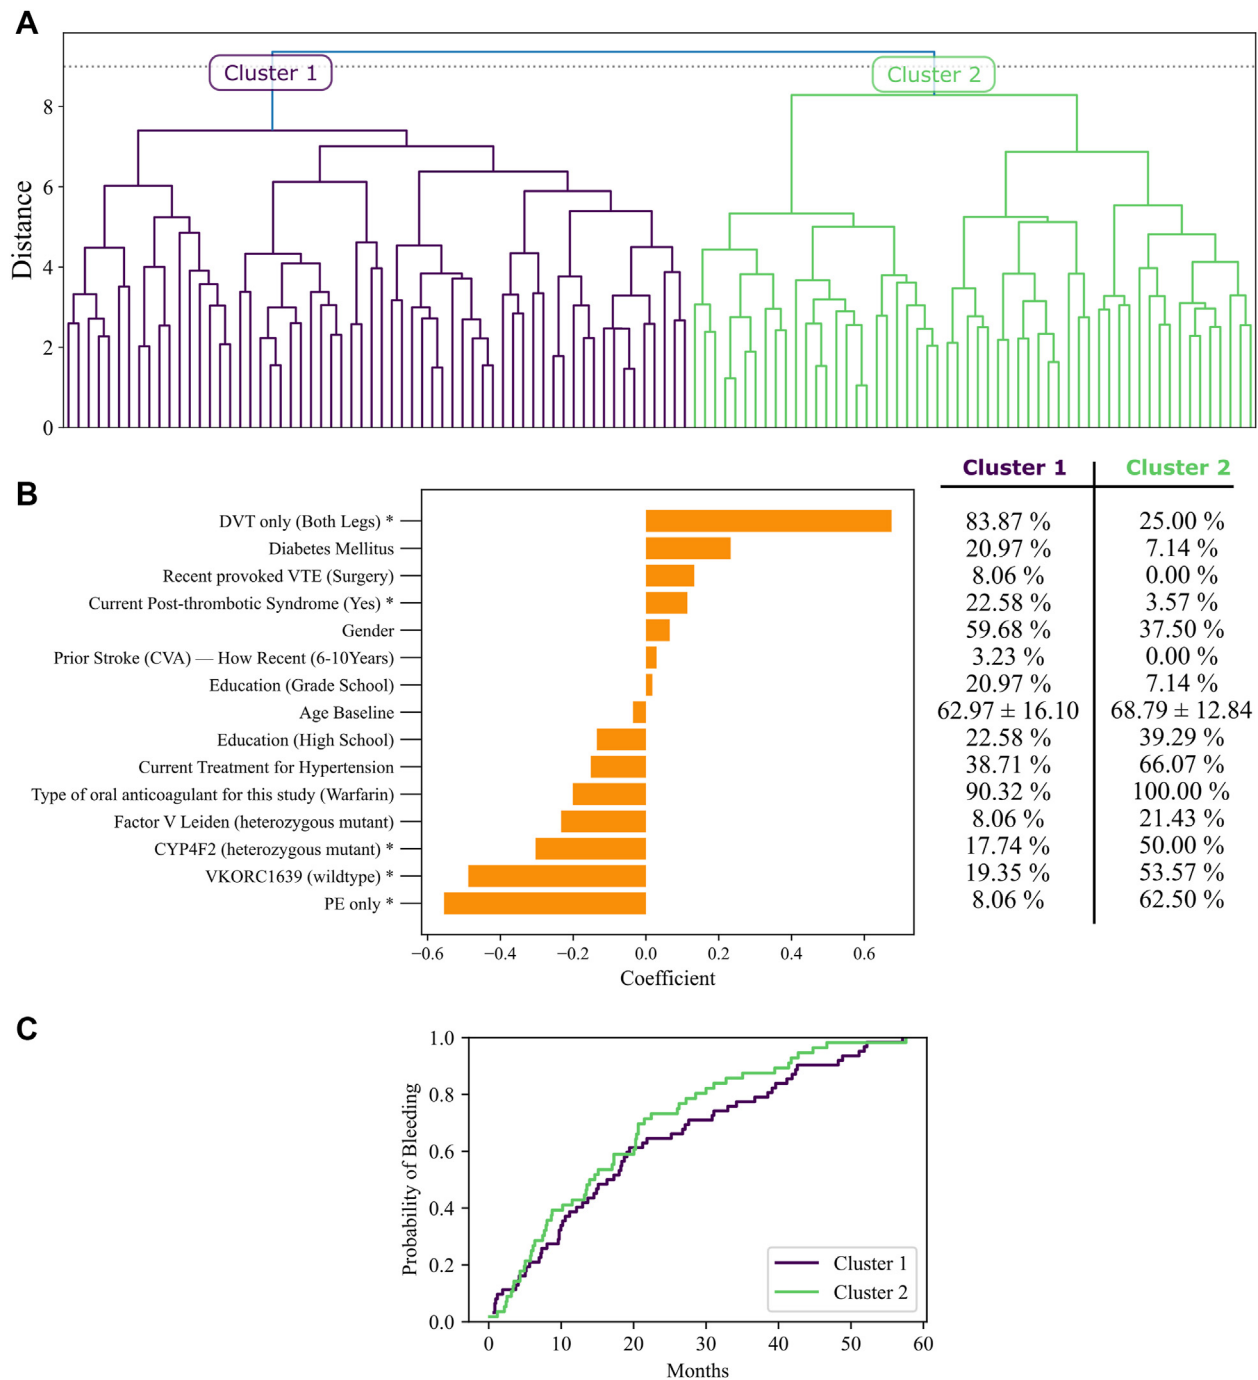 A
Cluster 1
Cluster 2
8
6
4
2
0
Distance
B
Cluster 1 Cluster 2
DVT only (Both Legs) * 83.87 % 25.00 %
Diabetes Mellitus 20.97 % 7.14 %
Recent provoked VTE (Surgery) 8.06 % 0.00 %
Current Post-thrombotic Syndrome (Yes) * 22.58 % 3.57 %
Gender 59.68 % 37.50 %
Prior Stroke (CVA) — How Recent (6-10Years) 3.23 % 0.00 %
Education (Grade School) 20.97 % 7.14 %
Age Baseline 62.97 ± 16.10 68.79 ± 12.84
Education (High School) 22.58 % 39.29 %
Current Treatment for Hypertension 38.71 % 66.07 %
Type of oral anticoagulant for this study (Warfarin) 90.32 % 100.00 %
Factor V Leiden (heterozygous mutant) 8.06 % 21.43 %
CYP4F2 (heterozygous mutant) * 17.74 % 50.00 %
VKORC1639 (wildtype) * 19.35 % 53.57 %
PE only * 8.06 % 62.50 %
−0.6 −0.4 −0.2 0.0 0.2 0.4 0.6
Coefficient
C
1.0
0.8
0.6
0.4
0.2
0.0
Probability of Bleeding
Cluster 1
Cluster 2
0 10 20 30 40 50 60
Months